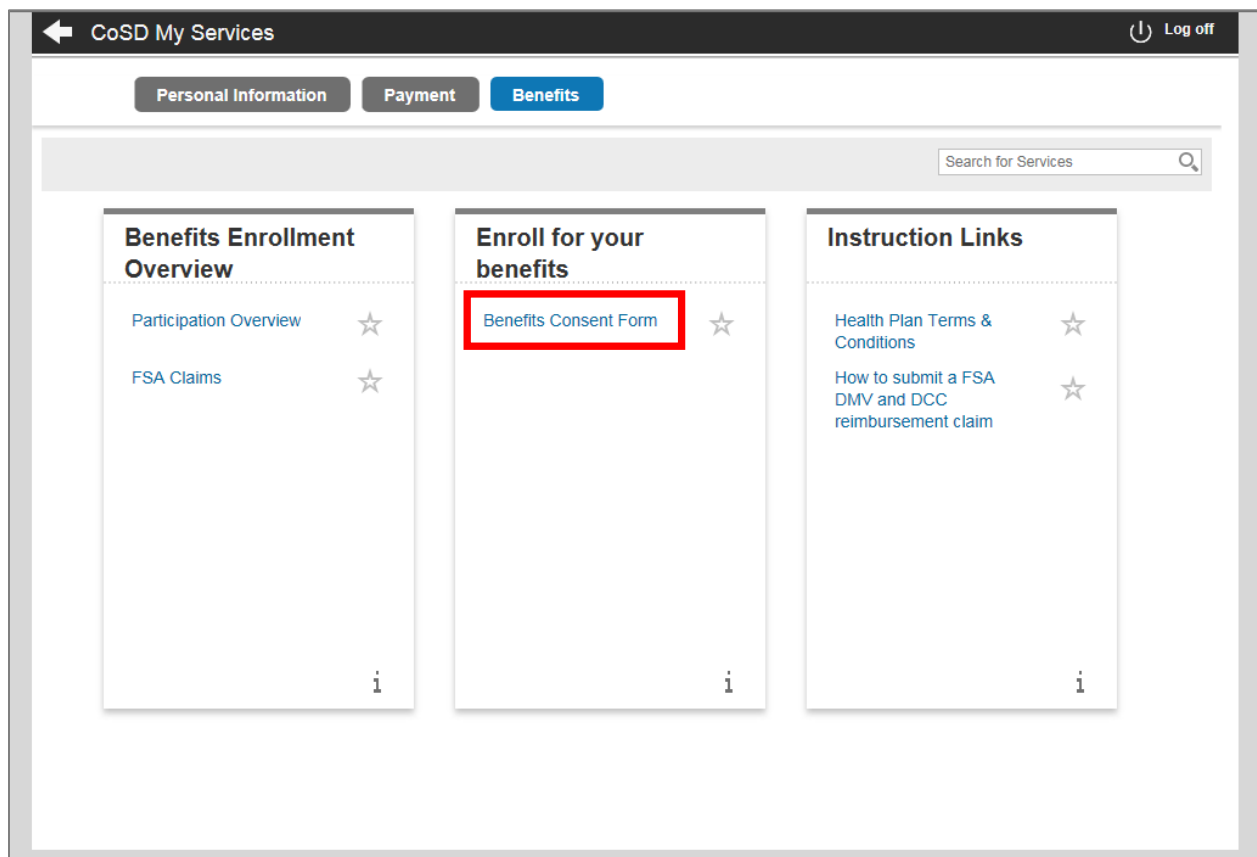 CoSD My Services
Log off
Personal Information
Payment
Benefits
Search for Services
Benefits Enrollment
Overview
Participation Overview
FSA Claims
i
Enroll for your
benefits
Benefits Consent Form
i
Instruction Links
Health Plan Terms &
Conditions
How to submit a FSA
DMV and DCC
reimbursement claim
i